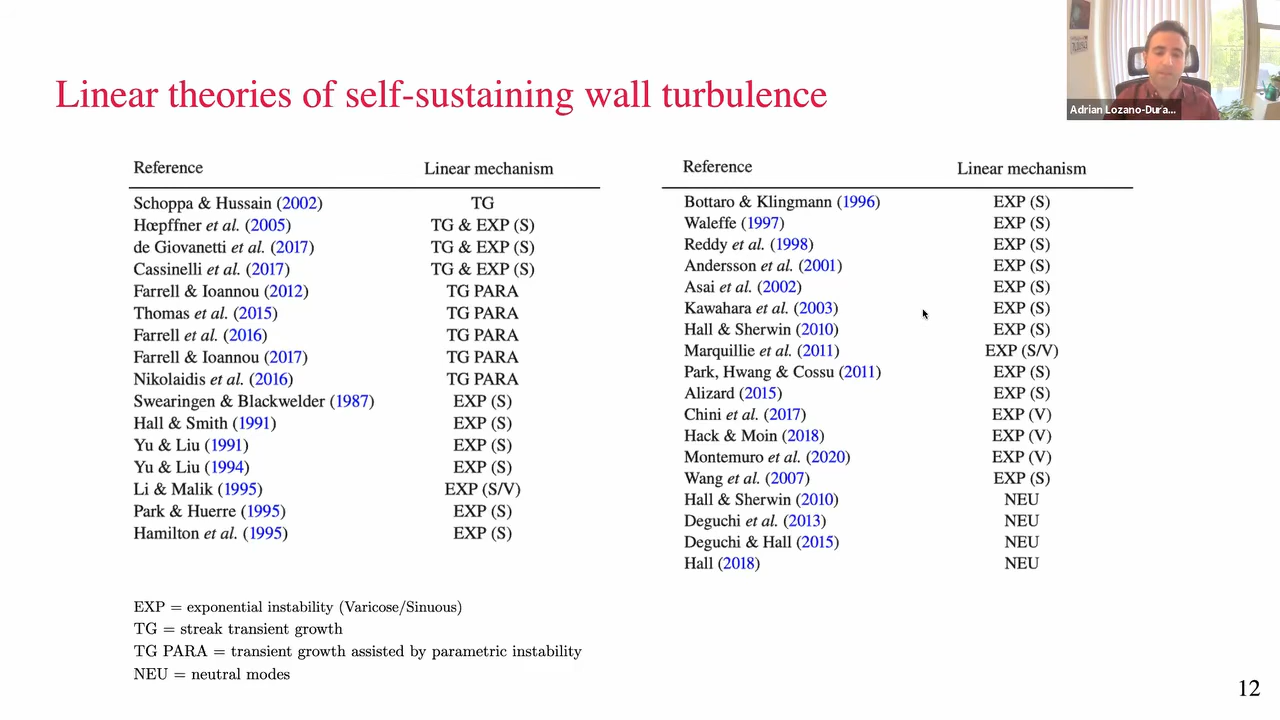 Adrian Lozano-Dura...
Linear theories of self-sustaining wall turbulence
Reference Linear mechanism
Schoppa & Hussain (2002) TG
Hœpffner et al. (2005) TG & EXP (S)
de Giovanetti et al. (2017) TG & EXP (S)
Cassinelli et al. (2017) TG & EXP (S)
Farrell & Ioannou (2012) TG PARA
Thomas et al. (2015) TG PARA
Farrell et al. (2016) TG PARA
Farrell & Ioannou (2017) TG PARA
Nikolaidis et al. (2016) TG PARA
Swearingen & Blackwelder (1987) EXP (S)
Hall & Smith (1991) EXP (S)
Yu & Liu (1991) EXP (S)
Yu & Liu (1994) EXP (S)
Li & Malik (1995) EXP (S/V)
Park & Huerre (1995) EXP (S)
Hamilton et al. (1995) EXP (S)
Reference Linear mechanism
Bottaro & Klingmann (1996) EXP (S)
Waleffe (1997) EXP (S)
Reddy et al. (1998) EXP (S)
Andersson et al. (2001) EXP (S)
Asai et al. (2002) EXP (S)
Kawahara et al. (2003) EXP (S)
Hall & Sherwin (2010) EXP (S)
Marquillie et al. (2011) EXP (S/V)
Park, Hwang & Cossu (2011) EXP (S)
Alizard (2015) EXP (S)
Chini et al. (2017) EXP (V)
Hack & Moin (2018) EXP (V)
Montemuro et al. (2020) EXP (V)
Wang et al. (2007) EXP (S)
Hall & Sherwin (2010) NEU
Deguchi et al. (2013) NEU
Deguchi & Hall (2015) NEU
Hall (2018) NEU
EXP = exponential instability (Varicose/Sinuous)
TG = streak transient growth
TG PARA = transient growth assisted by parametric instability
NEU = neutral modes
12